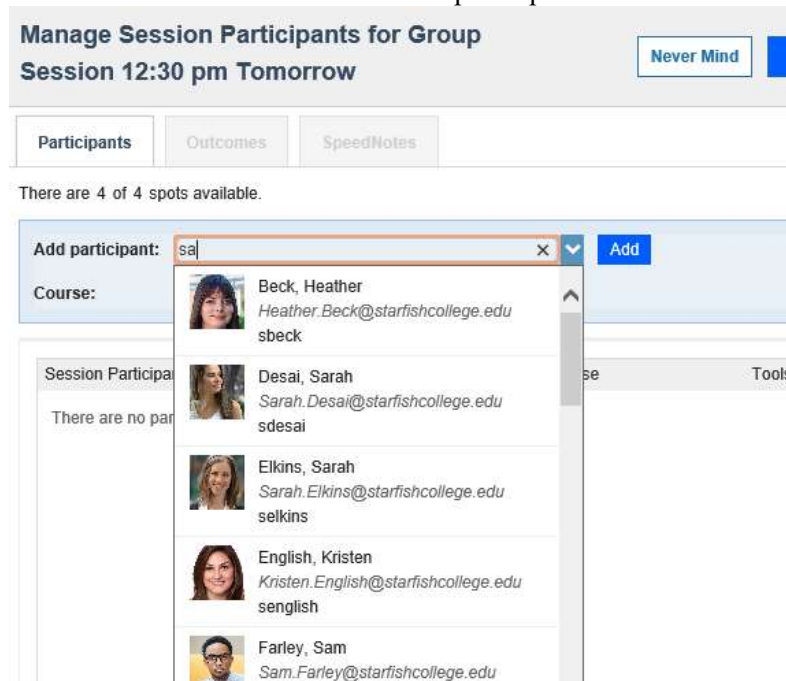 Manage Session Participants for Group
Session 12:30 pm Tomorrow
Never Mind
Participants
Outcomes
SpeedNotes
There are 4 of 4 spots available.
Add participant:
sa
Add
Course:
Beck, Heather
Heather.Beck@starfishcollege.edu
sbeck
Session Participa
se
Tools
There are no par
Desai, Sarah
Sarah.Desai@starfishcollege.edu
sdesai
Elkins, Sarah
Sarah.Elkins@starfishcollege.edu
selkins
English, Kristen
Kristen.English@starfishcollege.edu
senglish
Farley, Sam
Sam.Farley@starfishcollege.edu